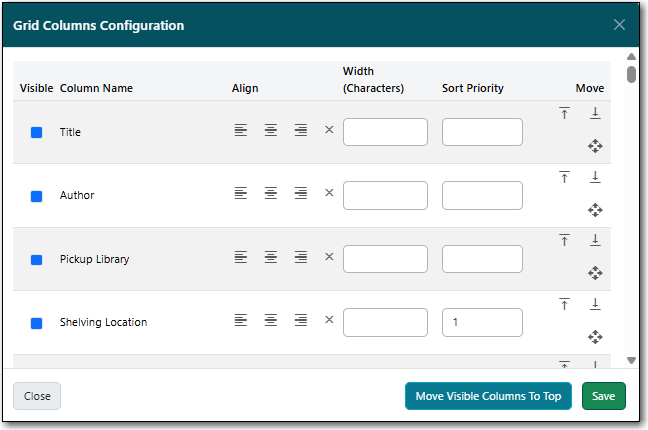 Grid Columns Configuration
Visible Column Name Align Width (Characters) Sort Priority Move
Title
Author
Pickup Library
Shelving Location 1
Close Move Visible Columns To Top Save